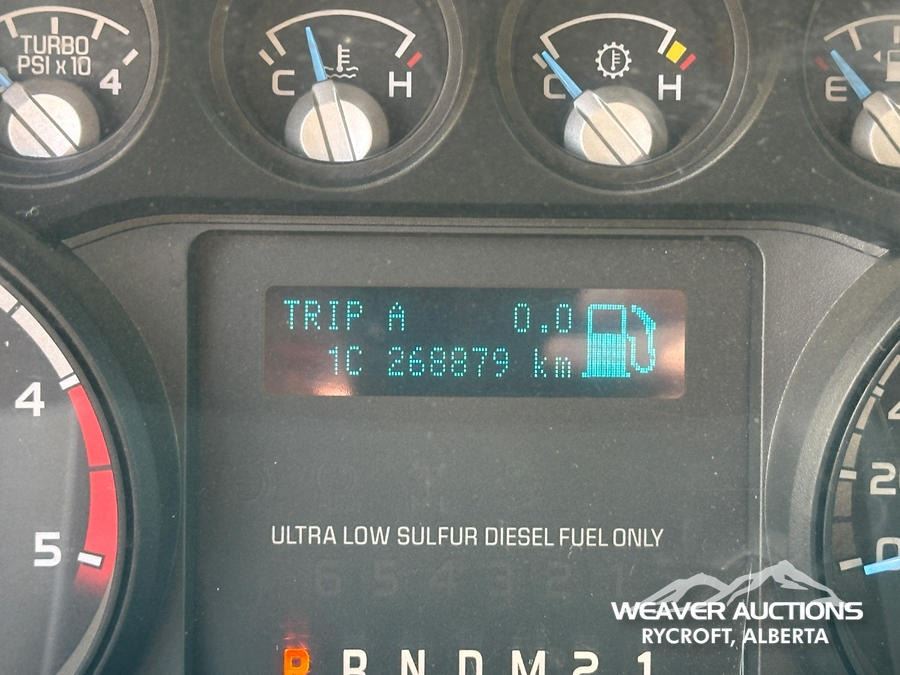 TURBO
PSI x 10
4
C H
C H
E
TRIP A 0.0
1C 268879 km
4
5
ULTRA LOW SULFUR DIESEL FUEL ONLY
P R N D M 2 1
WEAVER AUCTIONS
RYCROFT, ALBERTA